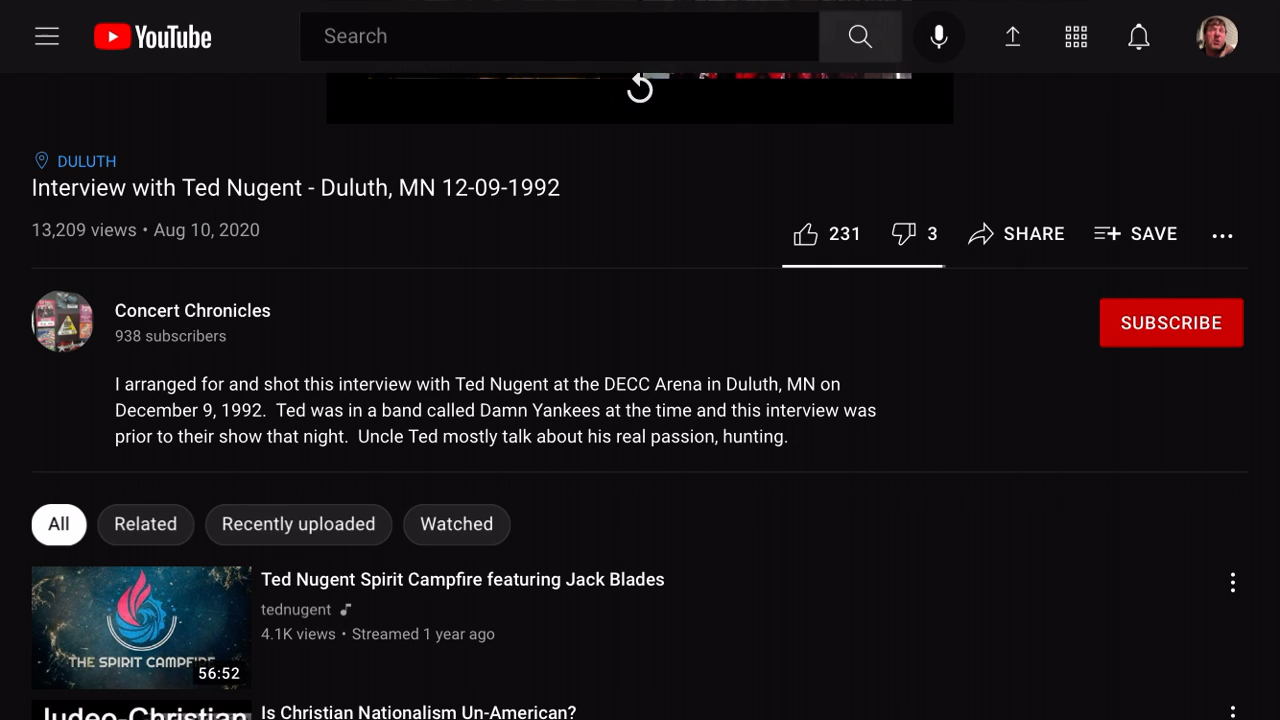 YouTube
Search
DULUTH
Interview with Ted Nugent - Duluth, MN 12-09-1992
13,209 views • Aug 10, 2020
231
3
SHARE
SAVE
Concert Chronicles
938 subscribers
SUBSCRIBE
I arranged for and shot this interview with Ted Nugent at the DECC Arena in Duluth, MN on
December 9, 1992.  Ted was in a band called Damn Yankees at the time and this interview was
prior to their show that night.  Uncle Ted mostly talk about his real passion, hunting.
All
Related
Recently uploaded
Watched
THE SPIRIT CAMPFIRE
56:52
Ted Nugent Spirit Campfire featuring Jack Blades
tednugent
4.1K views • Streamed 1 year ago
Judeo-Christian
Is Christian Nationalism Un-American?